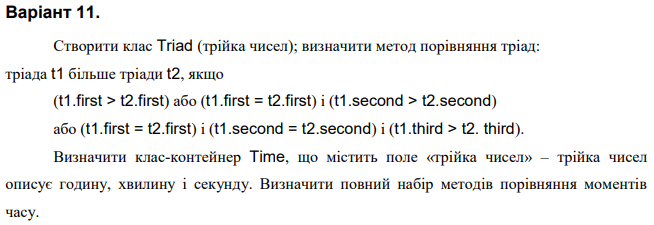 Варіант 11.
Створити клас Triad (трійка чисел); визначити метод порівняння тріад:
тріада t1 більше тріади t2, якщо
(t1.first > t2.first) або (t1.first = t2.first) і (t1.second > t2.second)
або (t1.first = t2.first) і (t1.second = t2.second) і (t1.third > t2. third).
Визначити клас-контейнер Time, що містить поле «трійка чисел» – трійка чисел
описує годину, хвилину і секунду. Визначити повний набір методів порівняння моментів
часу.